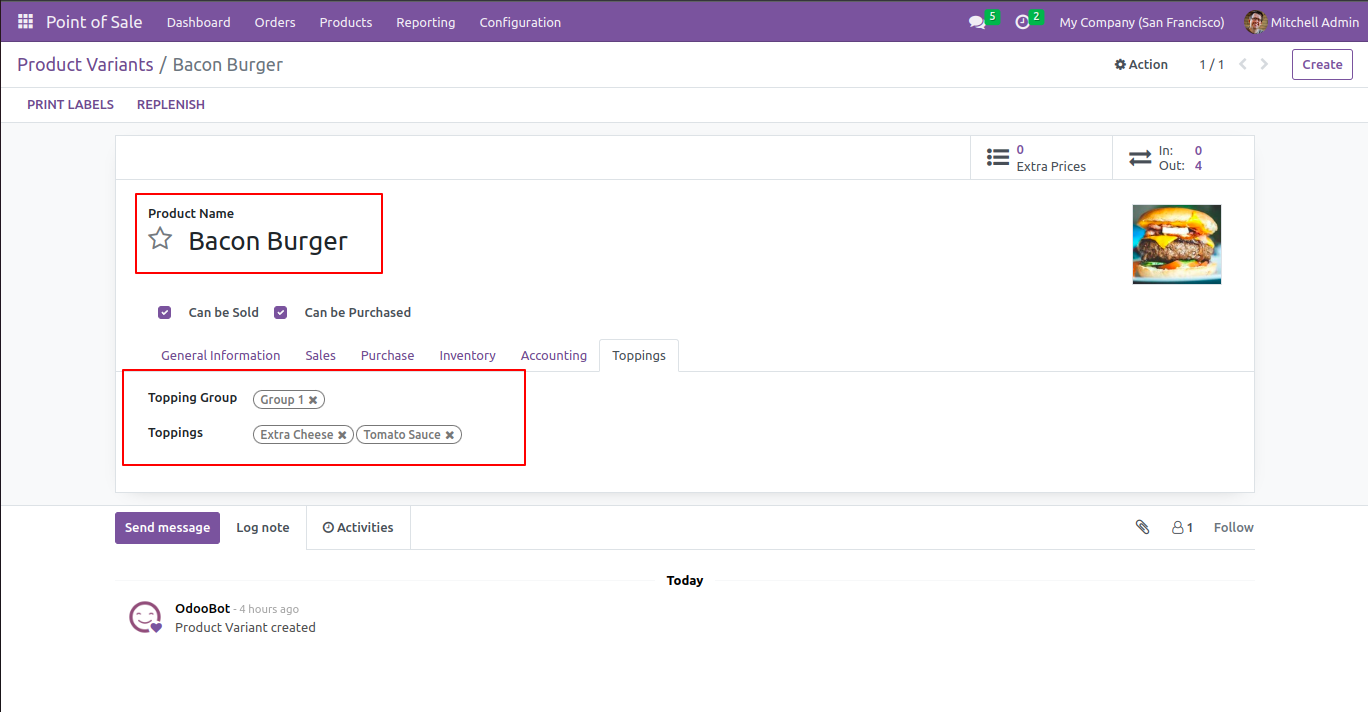 Point of Sale Dashboard Orders Products Reporting Configuration 5 2 My Company (San Francisco) Mitchell Admin
Product Variants / Bacon Burger Action 1 / 1 Create
PRINT LABELS REPLENISH
0 Extra Prices In: 0
Out: 4
Product Name
Bacon Burger
Can be Sold Can be Purchased
General Information Sales Purchase Inventory Accounting Toppings
Topping Group Group 1
Toppings Extra Cheese Tomato Sauce
Send message Log note Activities 1 Follow
Today
OdooBot - 4 hours ago
Product Variant created